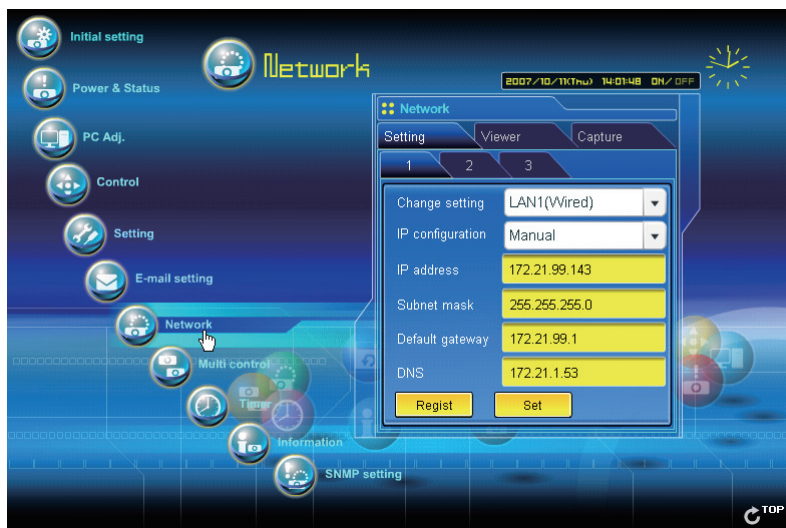 Initial setting
Power & Status
PC Adj.
Control
Setting
E-mail setting
Network
Multi control
Timer
Information
SNMP setting
Network
2007/10/11(Thu) 14:01:48 ON/OFF
Network
Setting Viewer Capture
1 2 3
Change setting LAN1(Wired)
IP configuration Manual
IP address 172.21.99.143
Subnet mask 255.255.255.0
Default gateway 172.21.99.1
DNS 172.21.1.53
Regist Set
TOP